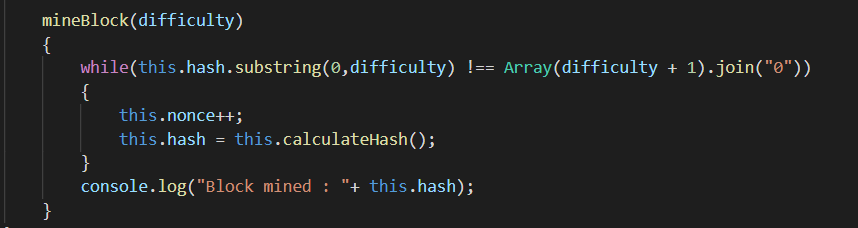 mineBlock(difficulty)
{
while(this.hash.substring(0,difficulty) !== Array(difficulty + 1).join("0"))
{
this.nonce++;
this.hash = this.calculateHash();
}
console.log("Block mined : "+ this.hash);
}